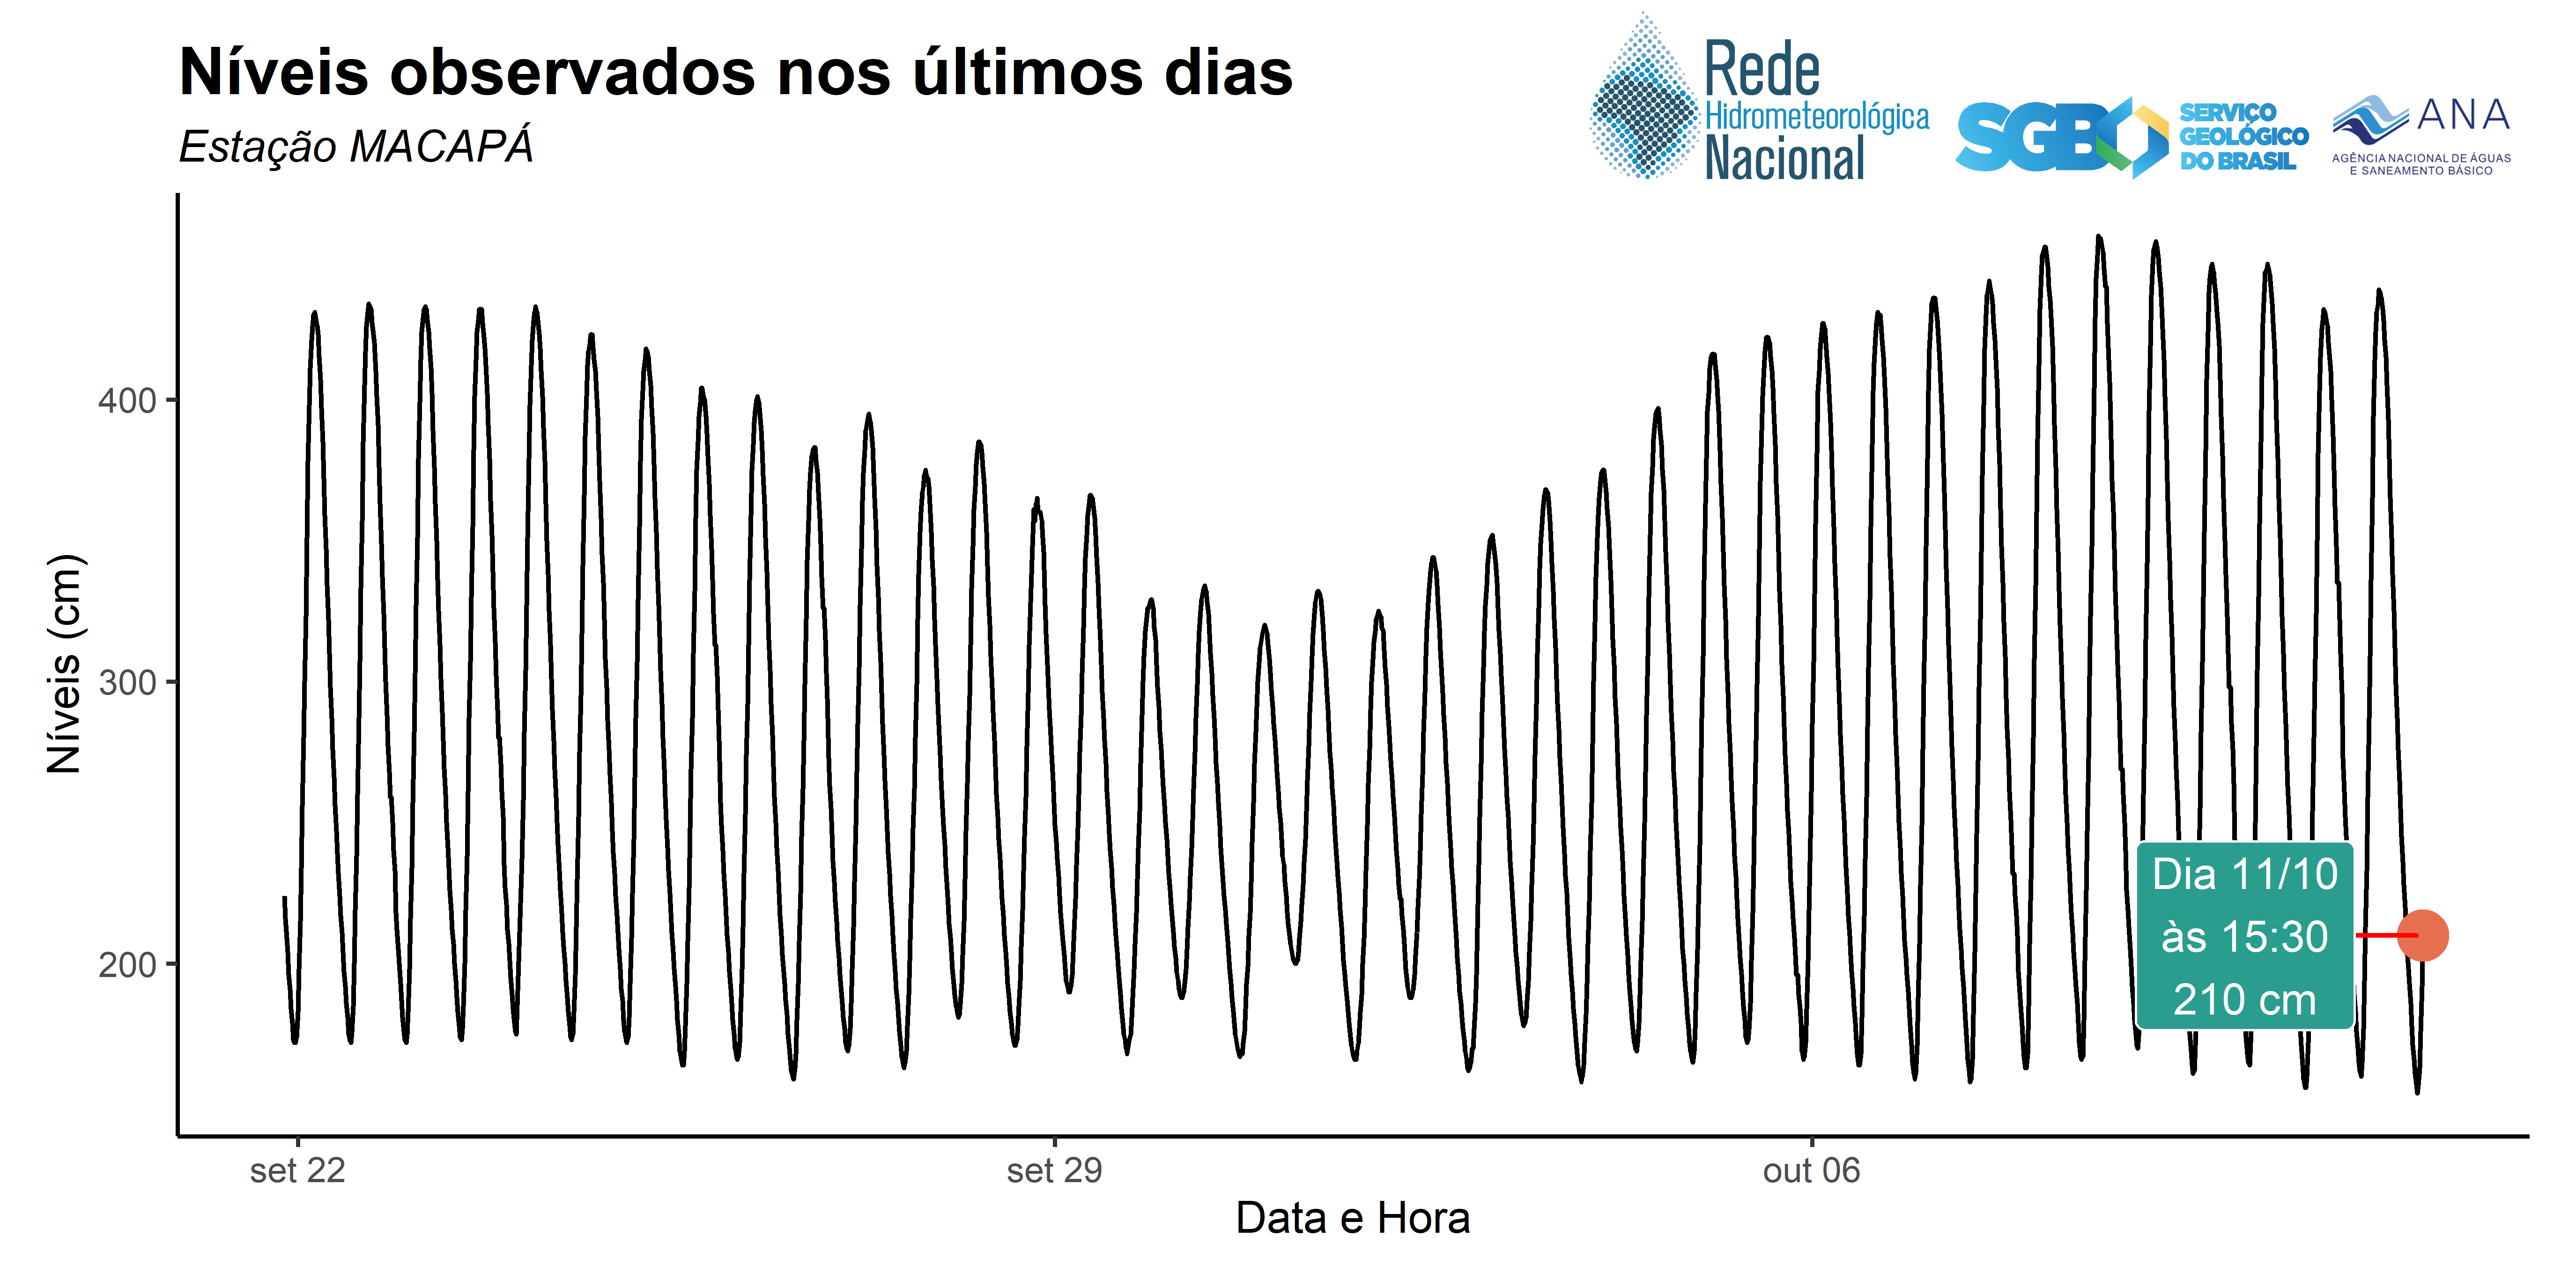 Níveis observados nos últimos dias
Estação MACAPÁ
Rede
Hidrometeorológica
Nacional
SGB
SERVIÇO
GEOLÓGICO
DO BRASIL
ANA
AGÊNCIA NACIONAL DE ÁGUAS
E SANEAMENTO BÁSICO
Níveis (cm)
400
300
200
Dia 11/10
às 15:30
210 cm
set 22
set 29
out 06
Data e Hora